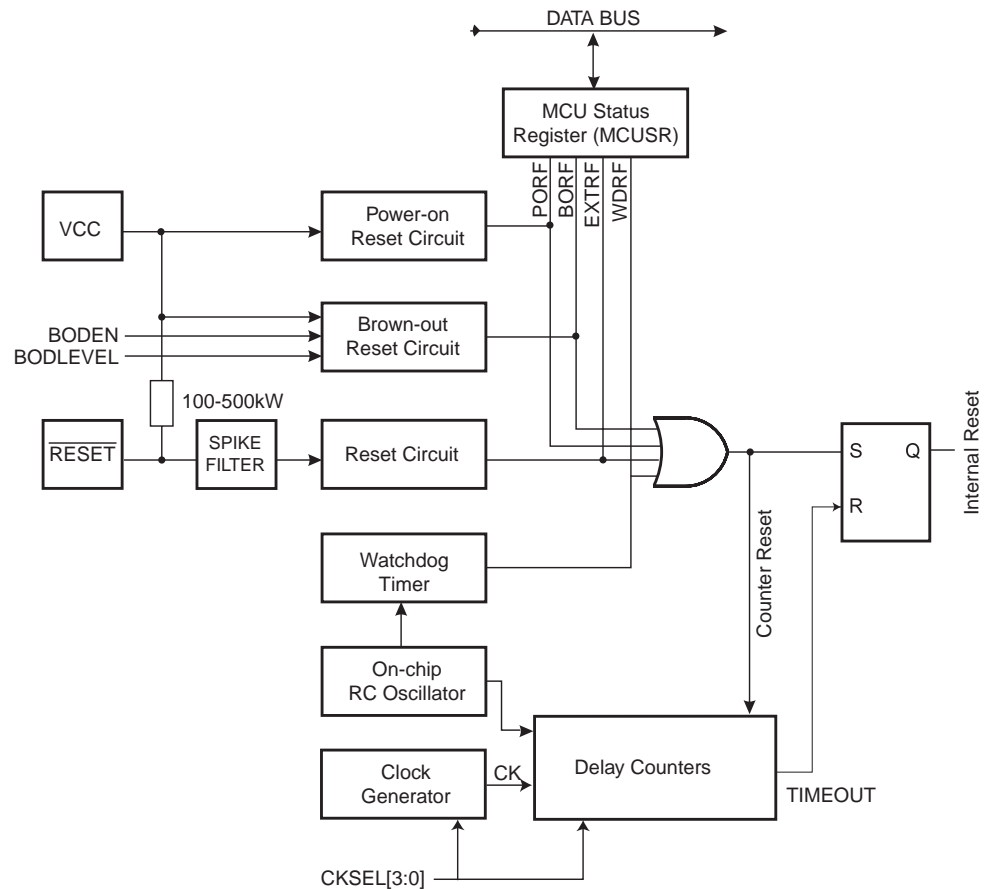 DATA BUS
MCU Status
Register (MCUSR)
PORF
BORF
EXTRF
WDRF
VCC
Power-on
Reset Circuit
BODEN
BODLEVEL
Brown-out
Reset Circuit
100-500kW
RESET
SPIKE
FILTER
Reset Circuit
S
Q
R
Internal Reset
Watchdog
Timer
Counter Reset
On-chip
RC Oscillator
Clock
Generator
CK
Delay Counters
TIMEOUT
CKSEL[3:0]